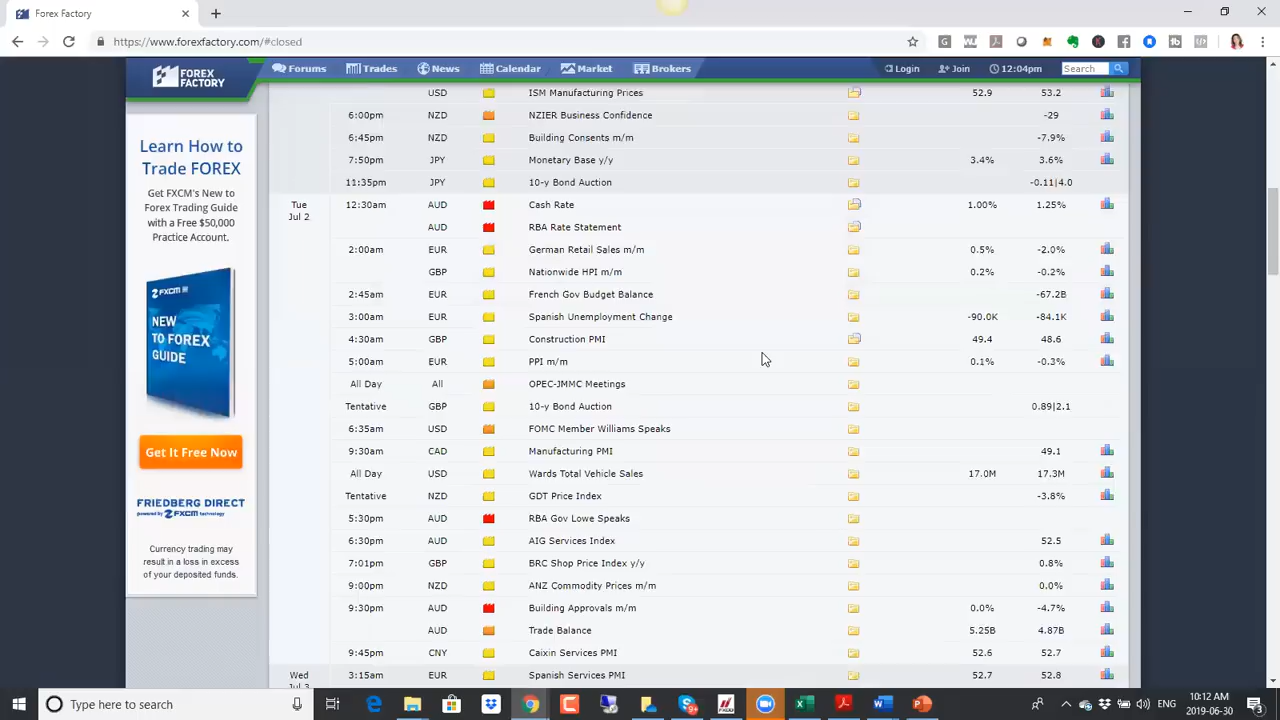 Forex Factory
https://www.forexfactory.com/#closed
FOREX
FACTORY
Forums Trades News Calendar Market Brokers Login Join 12:04pm Search
Learn How to
Trade FOREX
Get FXCM's New to
Forex Trading Guide
with a Free $50,000
Practice Account.
FXCM
NEW
TO FOREX
GUIDE
Get It Free Now
FRIEDBERG DIRECT
powered by FXCM technology
Currency trading may
result in a loss in excess
of your deposited funds.
USD ISM Manufacturing Prices 52.9 53.2
6:00pm NZD NZIER Business Confidence -29
6:45pm NZD Building Consents m/m -7.9%
7:50pm JPY Monetary Base y/y 3.4% 3.6%
11:35pm JPY 10-y Bond Auction -0.11|4.0
Tue
Jul 2
12:30am AUD Cash Rate 1.00% 1.25%
AUD RBA Rate Statement
2:00am EUR German Retail Sales m/m 0.5% -2.0%
GBP Nationwide HPI m/m 0.2% -0.2%
2:45am EUR French Gov Budget Balance -67.2B
3:00am EUR Spanish Unemployment Change -90.0K -84.1K
4:30am GBP Construction PMI 49.4 48.6
5:00am EUR PPI m/m 0.1% -0.3%
All Day All OPEC-JMMC Meetings
Tentative GBP 10-y Bond Auction 0.89|2.1
6:35am USD FOMC Member Williams Speaks
9:30am CAD Manufacturing PMI 49.1
All Day USD Wards Total Vehicle Sales 17.0M 17.3M
Tentative NZD GDT Price Index -3.8%
5:30pm AUD RBA Gov Lowe Speaks
6:30pm AUD AIG Services Index 52.5
7:01pm GBP BRC Shop Price Index y/y 0.8%
9:00pm NZD ANZ Commodity Prices m/m 0.0%
9:30pm AUD Building Approvals m/m 0.0% -4.7%
AUD Trade Balance 5.25B 4.87B
9:45pm CNY Caixin Services PMI 52.6 52.7
Wed
Jul 3
3:15am EUR Spanish Services PMI 52.7 52.8
Type here to search
ENG
10:12 AM
2019-06-30